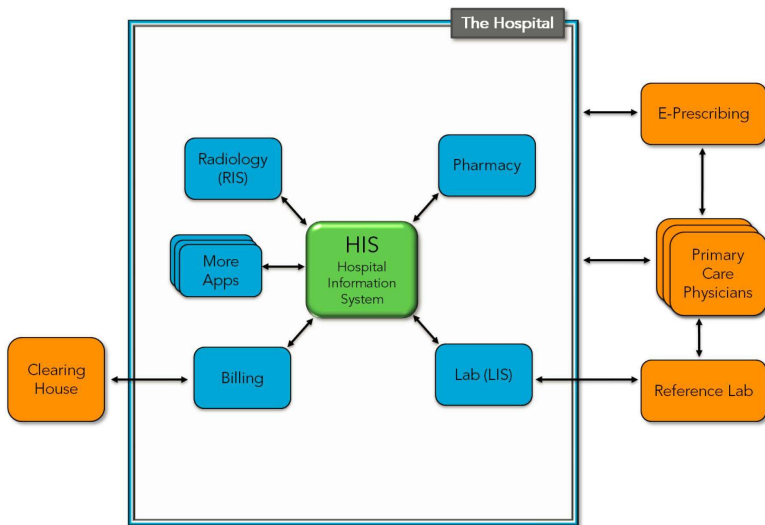 The Hospital
E-Prescribing
Radiology
(RIS)
Pharmacy
HIS
Hospital
Information
System
More
Apps
Primary
Care
Physicians
Clearing
House
Billing
Lab (LIS)
Reference Lab